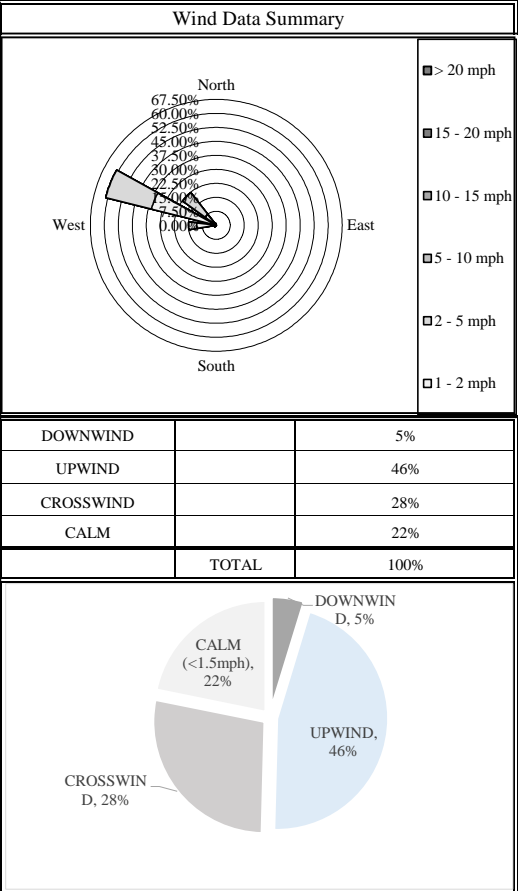 Wind Data Summary
North
67.50%
60.00%
52.50%
45.00%
37.50%
30.00%
22.50%
15.00%
7.50%
0.00%
West
East
South
> 20 mph
15 - 20 mph
10 - 15 mph
5 - 10 mph
2 - 5 mph
1 - 2 mph
DOWNWIND 5%
UPWIND 46%
CROSSWIND 28%
CALM 22%
TOTAL 100%
DOWNWIN
D, 5%
CALM
(<1.5mph),
22%
UPWIND,
46%
CROSSWIN
D, 28%